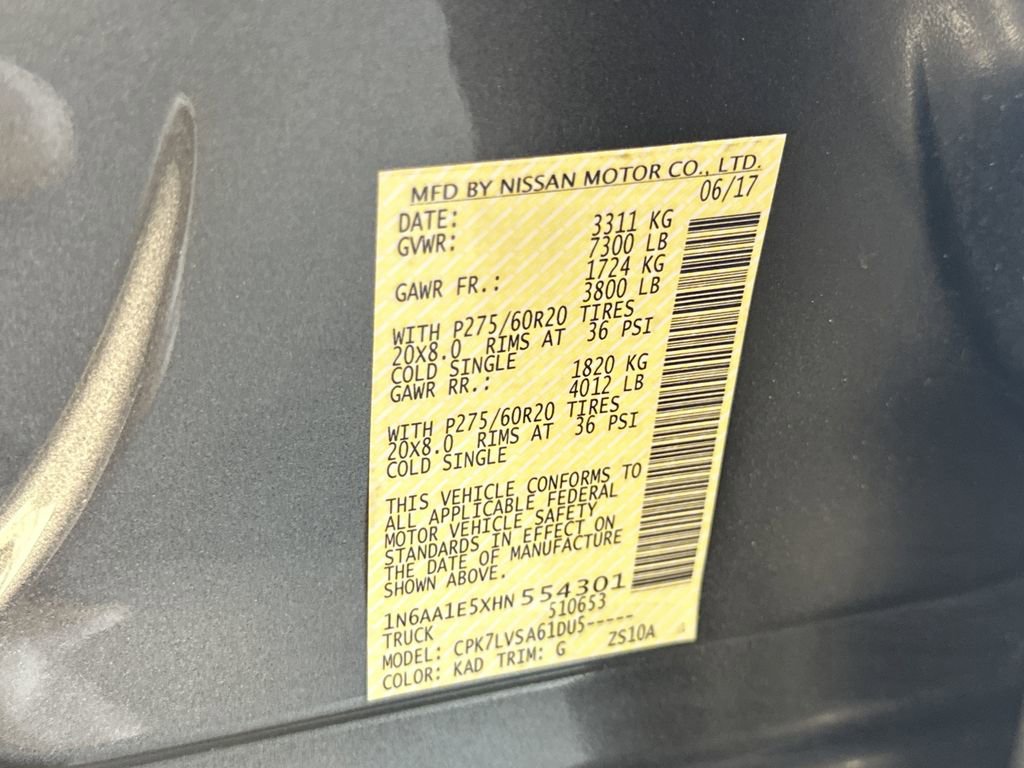 MFD BY NISSAN MOTOR CO., LTD.
DATE: 06/17
GVWR: 3311 KG
7300 LB
GAWR FR.: 1724 KG
3800 LB
WITH P275/60R20 TIRES
20X8.0 RIMS AT 36 PSI
COLD SINGLE
GAWR RR.: 1820 KG
4012 LB
WITH P275/60R20 TIRES
20X8.0 RIMS AT 36 PSI
COLD SINGLE
THIS VEHICLE CONFORMS TO
ALL APPLICABLE FEDERAL
MOTOR VEHICLE SAFETY
STANDARDS IN EFFECT ON
THE DATE OF MANUFACTURE
SHOWN ABOVE.
1N6AA1E5XHN554301
TRUCK 510653
MODEL: CPK7LVSA61DU5-----
COLOR: KAD TRIM: G ZS10A